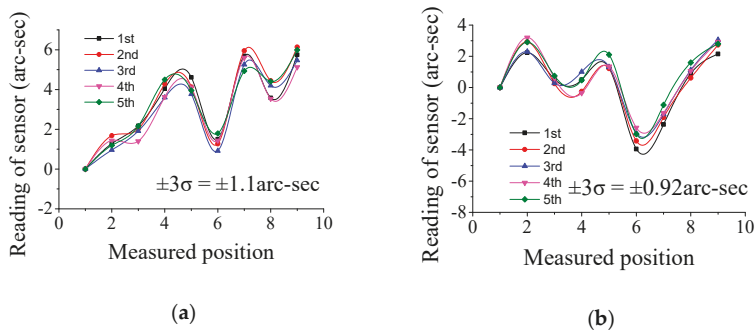 Reading of sensor (arc-sec)
6
4
2
0
-2
0
2
4
6
8
10
1st
2nd
3rd
4th
5th
±3σ = ±1.1arc-sec
Measured position
(a)
Reading of sensor (arc-sec)
4
2
0
-2
-4
-6
-8
0
2
4
6
8
10
1st
2nd
3rd
4th
5th
±3σ = ±0.92arc-sec
Measured position
(b)